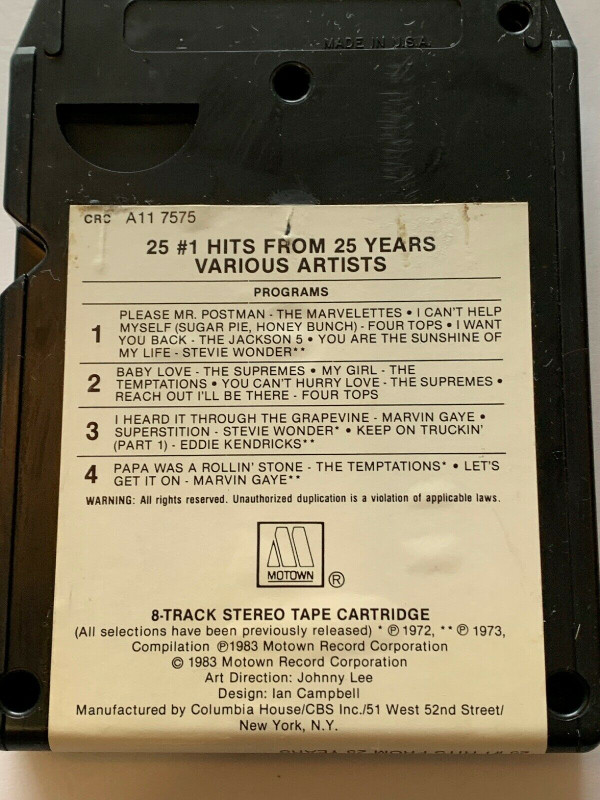 MADE IN U.S.A.
CRC A11 7575
25 #1 HITS FROM 25 YEARS
VARIOUS ARTISTS
PROGRAMS
1
PLEASE MR. POSTMAN - THE MARVELETTES • I CAN'T HELP
MYSELF (SUGAR PIE, HONEY BUNCH) - FOUR TOPS • I WANT
YOU BACK - THE JACKSON 5 • YOU ARE THE SUNSHINE OF
MY LIFE - STEVIE WONDER**
2
BABY LOVE - THE SUPREMES • MY GIRL - THE
TEMPTATIONS • YOU CAN'T HURRY LOVE - THE SUPREMES •
REACH OUT I'LL BE THERE - FOUR TOPS
3
I HEARD IT THROUGH THE GRAPEVINE - MARVIN GAYE •
SUPERSTITION - STEVIE WONDER* • KEEP ON TRUCKIN'
(PART 1) - EDDIE KENDRICKS**
4
PAPA WAS A ROLLIN' STONE - THE TEMPTATIONS* • LET'S
GET IT ON - MARVIN GAYE**
WARNING: All rights reserved. Unauthorized duplication is a violation of applicable laws.
MOTOWN ®
8-TRACK STEREO TAPE CARTRIDGE
(All selections have been previously released) * ℗ 1972, ** ℗ 1973,
Compilation ℗1983 Motown Record Corporation
© 1983 Motown Record Corporation
Art Direction: Johnny Lee
Design: Ian Campbell
Manufactured by Columbia House/CBS Inc./51 West 52nd Street/
New York, N.Y.
25 #1 HITS FROM 25 YEARS